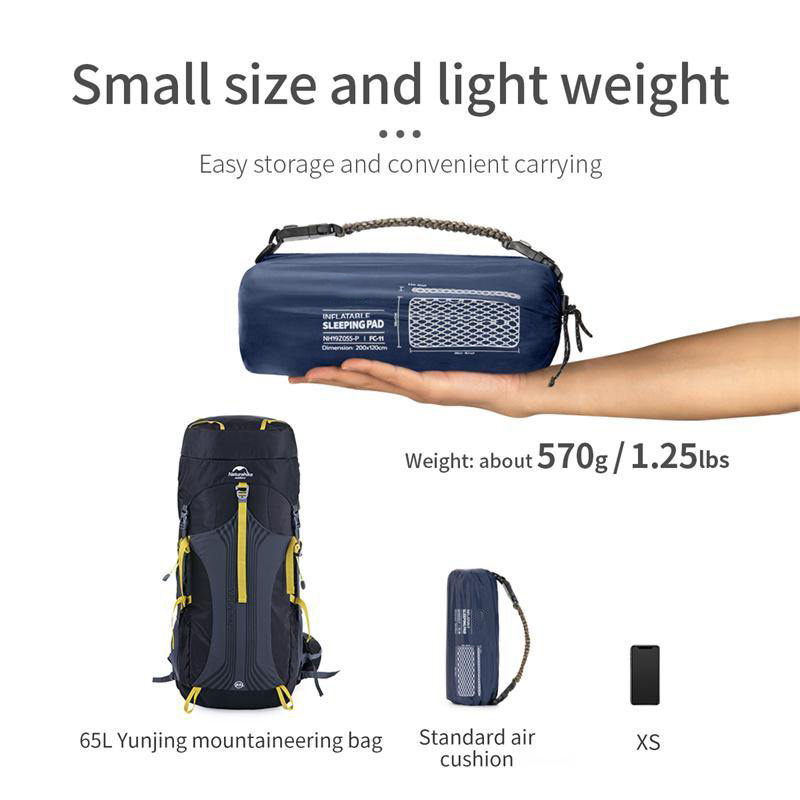 Small size and light weight
Easy storage and convenient carrying
INFLATABLE
SLEEPING PAD
NH19Z055-P | FC-11
Dimension: 200x120cm
Weight: about 570g / 1.25lbs
Naturehike
65L Yunjing mountaineering bag
Standard air
cushion
XS